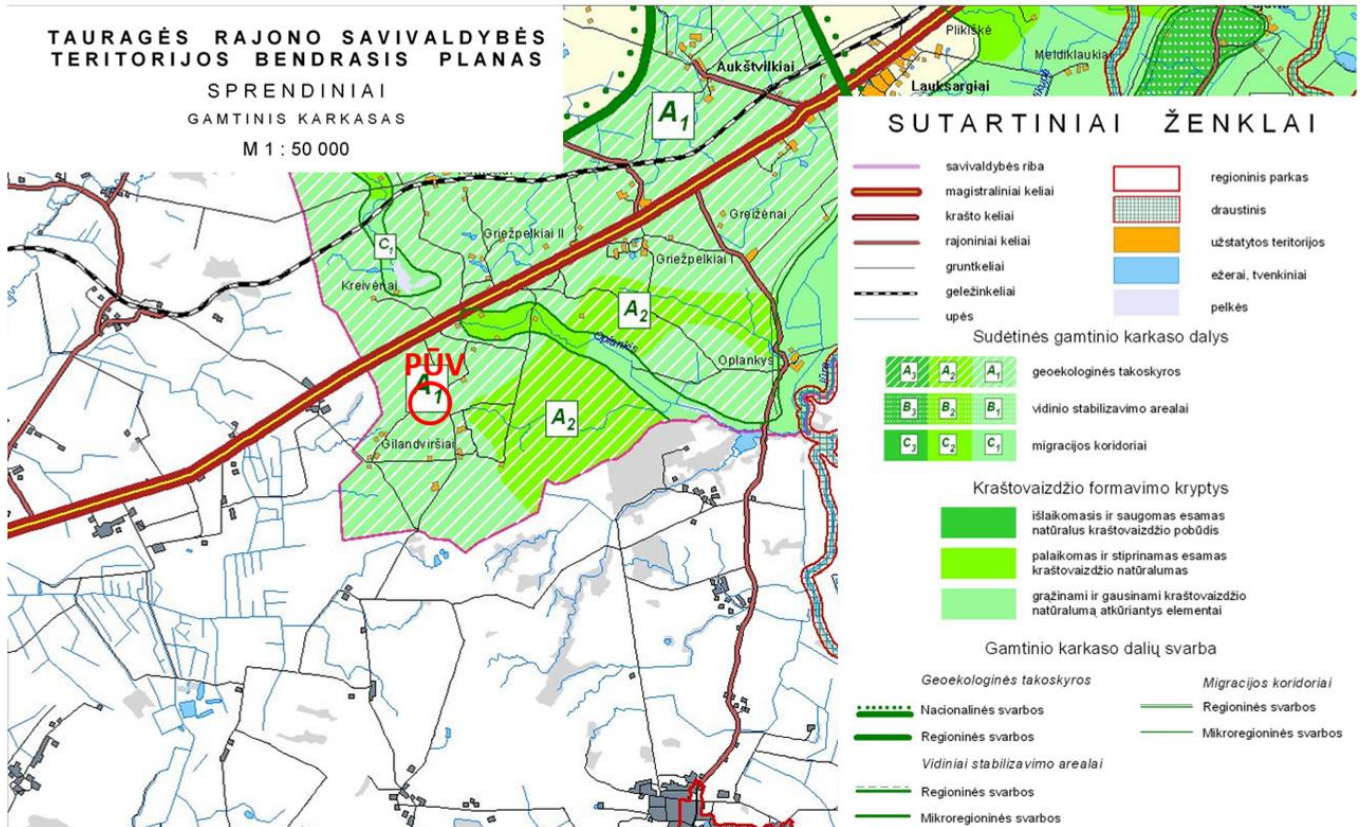 TAURAGĖS RAJONO SAVIVALDYBĖS
TERITORIJOS BENDRASIS PLANAS
SPRENDINIAI
GAMTINIS KARKASAS
M 1 : 50 000
Plikiškė
Meldiklaukiai
Aukštvilkiai
Lauksargiai
A1
Greižėnai
Griežpelkiai II
C1
Griežpelkiai I
Kreivėnai
A2
Oplankis
Oplankys
PŪV
A1
A2
Gilandviršiai
SUTARTINIAI ŽENKLAI
savivaldybės riba
magistraliniai keliai
krašto keliai
rajoniniai keliai
gruntkeliai
geležinkeliai
upės
regioninis parkas
draustinis
užstatytos teritorijos
ežerai, tvenkiniai
pelkės
Sudėtinės gamtinio karkaso dalys
A3 A2 A1 geoekologinės takoskyros
B3 B2 B1 vidinio stabilizavimo arealai
C3 C2 C1 migracijos koridoriai
Kraštovaizdžio formavimo kryptys
išlaikomasis ir saugomas esamas
natūralus kraštovaizdžio pobūdis
palaikomas ir stiprinamas esamas
kraštovaizdžio natūralumas
grąžinami ir gausinami kraštovaizdžio
natūralumą atkūriantys elementai
Gamtinio karkaso dalių svarba
Geoekologinės takoskyros
Nacionalinės svarbos
Regioninės svarbos
Vidiniai stabilizavimo arealai
Regioninės svarbos
Mikroregioninės svarbos
Migracijos koridoriai
Regioninės svarbos
Mikroregioninės svarbos